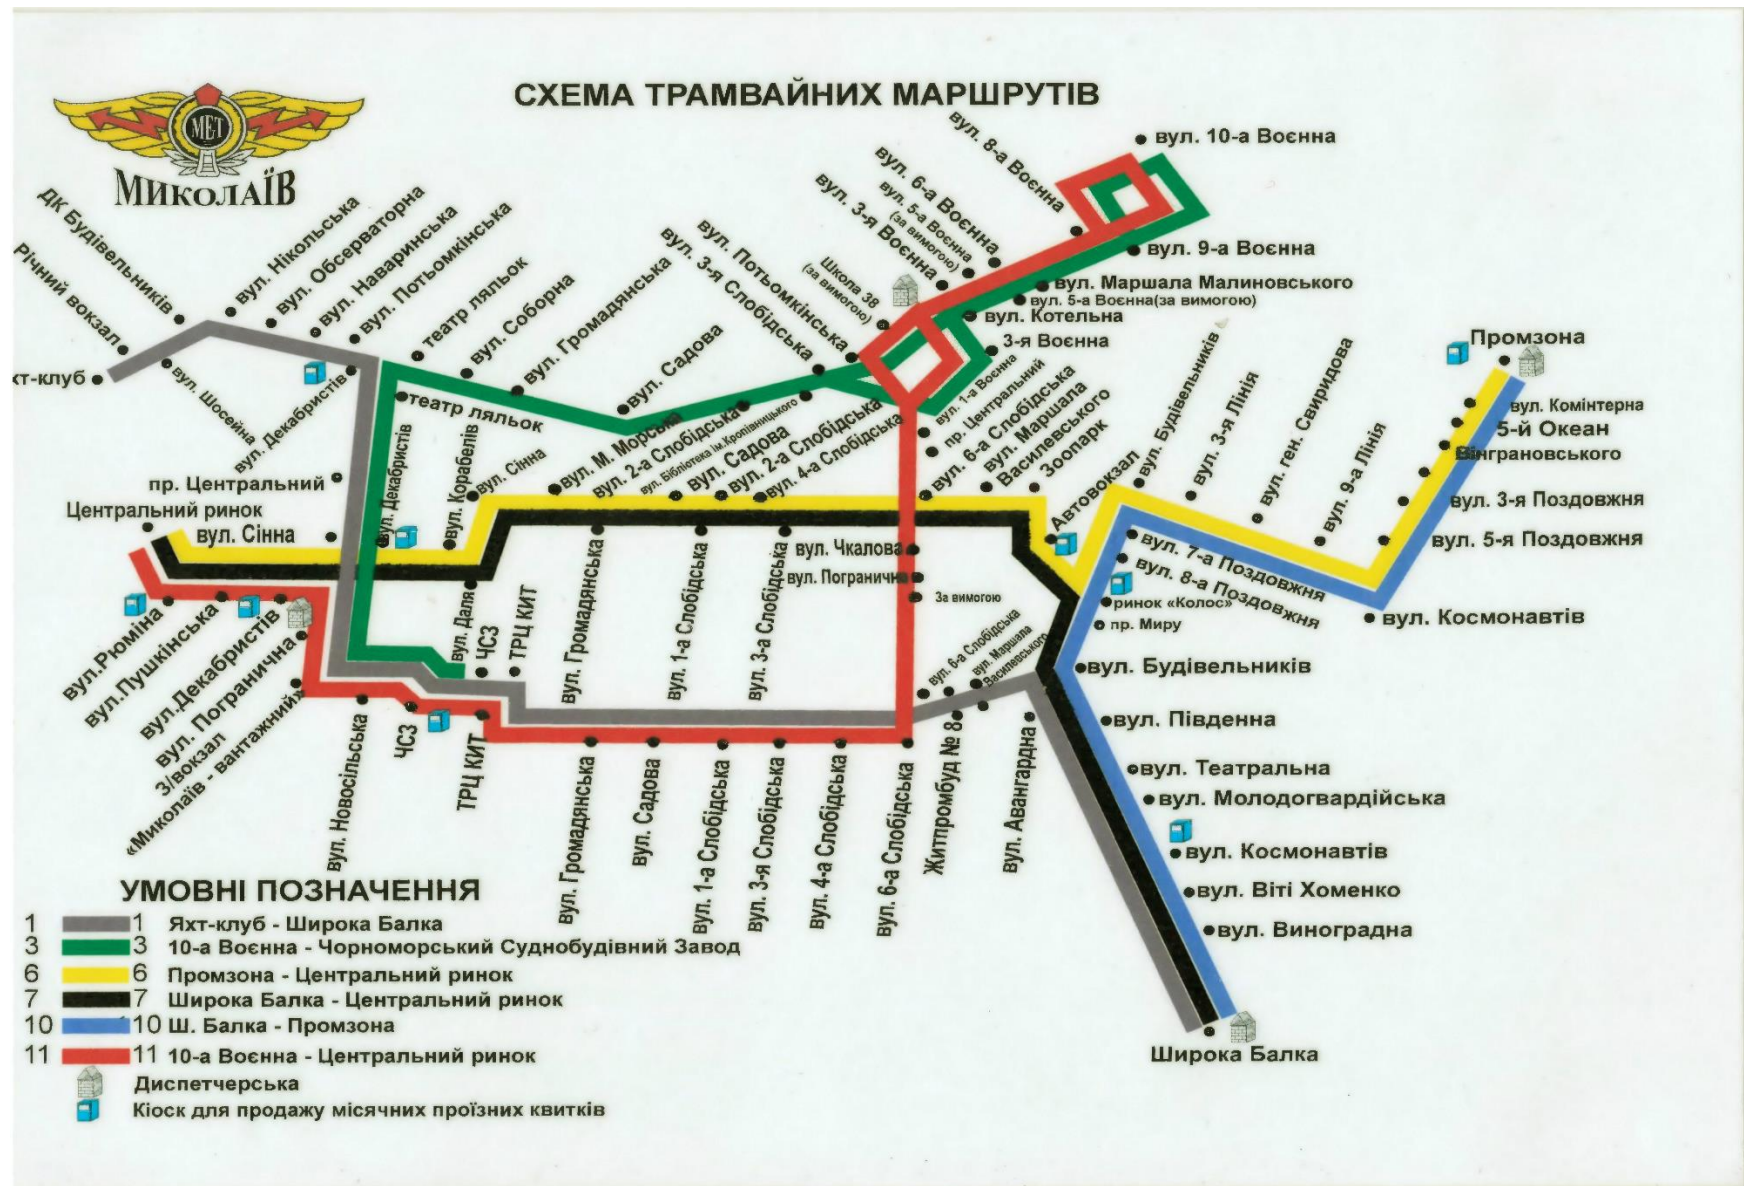 СХЕМА ТРАМВАЙНИХ МАРШРУТІВ
МЕТ
МИКОЛАЇВ
ДК Будівельників
Річний вокзал
хт-клуб
вул. Нікольська
вул. Обсерваторна
вул. Наваринська
вул. Потьомкінська
вул. Шосейна
вул. Декабристів
театр ляльок
вул. Соборна
вул. Громадянська
вул. Садова
вул. 3-я Слобідська
вул. Потьомкінська
Школа 38
(за вимогою)
вул. 3-я Воєнна
вул. 5-а Воєнна
(за вимогою)
вул. 6-а Воєнна
вул. 8-а Воєнна
вул. 10-а Воєнна
вул. 9-а Воєнна
вул. Маршала Малиновського
вул. 5-а Воєнна(за вимогою)
вул. Котельна
3-я Воєнна
вул. 1-а Воєнна
пр. Центральний
театр ляльок
вул. М. Морська
вул. 2-а Слобідська
вул. Бібліотека ім.Кропівницького
вул. Садова
вул. 2-а Слобідська
вул. 4-а Слобідська
вул. 6-а Слобідська
вул. Маршала
Василевського
Зоопарк
Автовокзал
вул. Будівельників
вул. 3-я Лінія
вул. ген. Свиридова
вул. 9-а Лінія
Промзона
вул. Комінтерна
5-й Океан
Вінграновського
вул. 3-я Поздовжня
вул. 5-я Поздовжня
вул. Космонавтів
пр. Центральний
Центральний ринок
вул. Сінна
вул. Декабристів
вул. Корабелів
вул. Сінна
вул. Даля
ЧСЗ
ТРЦ КИТ
вул. Громадянська
вул. 1-а Слобідська
вул. 3-а Слобідська
вул. Чкалова
вул. Погранична
За вимогою
вул. 6-а Слобідська
вул. Маршала
Василевського
вул. 7-а Поздовжня
вул. 8-а Поздовжня
ринок «Колос»
пр. Миру
вул. Будівельників
вул. Південна
вул. Театральна
вул. Молодогвардійська
вул. Космонавтів
вул. Віті Хоменко
вул. Виноградна
Широка Балка
вул.Рюміна
вул.Пушкінська
вул.Декабристів
вул. Погранична
З/вокзал
«Миколаїв - вантажний»
вул. Новосільська
ЧСЗ
ТРЦ КИТ
вул. Громадянська
вул. Садова
вул. 1-а Слобідська
вул. 3-я Слобідська
вул. 4-а Слобідська
вул. 6-а Слобідська
Житпромбуд № 8
вул. Авангардна
УМОВНІ ПОЗНАЧЕННЯ
1 1 Яхт-клуб - Широка Балка
3 3 10-а Воєнна - Чорноморський Суднобудівний Завод
6 6 Промзона - Центральний ринок
7 7 Широка Балка - Центральний ринок
10 10 Ш. Балка - Промзона
11 11 10-а Воєнна - Центральний ринок
Диспетчерська
Кіоск для продажу місячних проїзних квитків